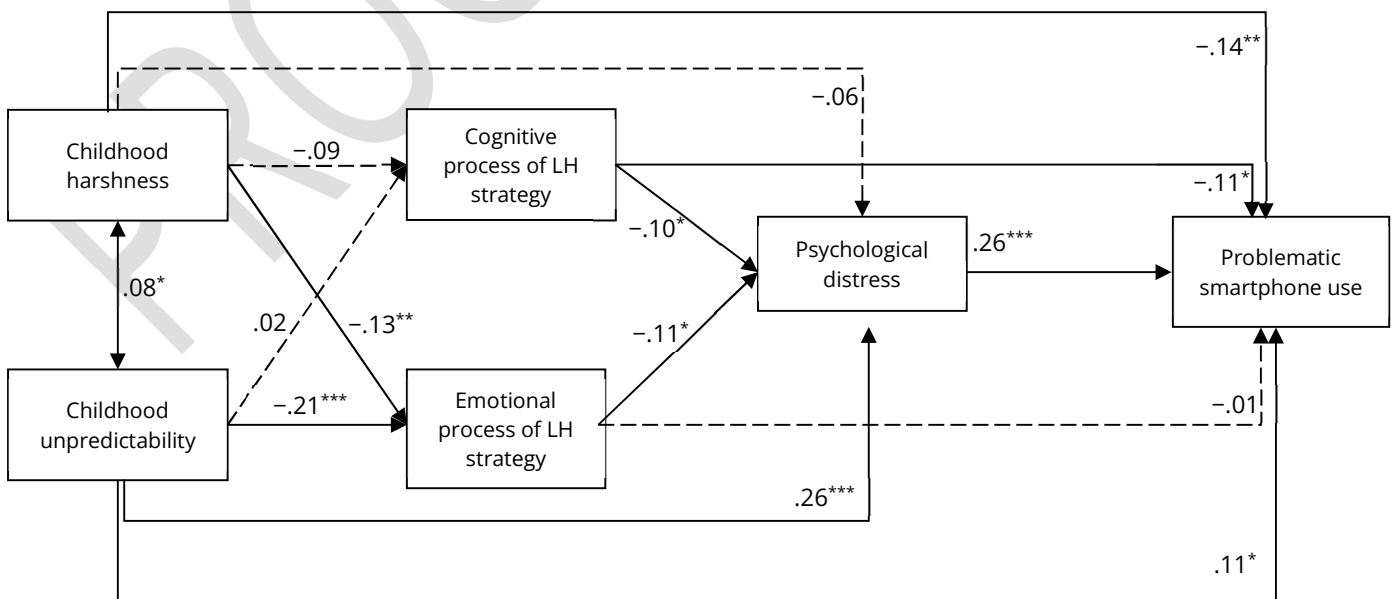 −.14**
−.06
Childhood
harshness
−.09
Cognitive
process of LH
strategy
−.11*
−.10*
Psychological
distress
.26***
Problematic
smartphone use
.08*
.02
−.13**
−.11*
Childhood
unpredictability
−.21***
Emotional
process of LH
strategy
−.01
.26***
.11*